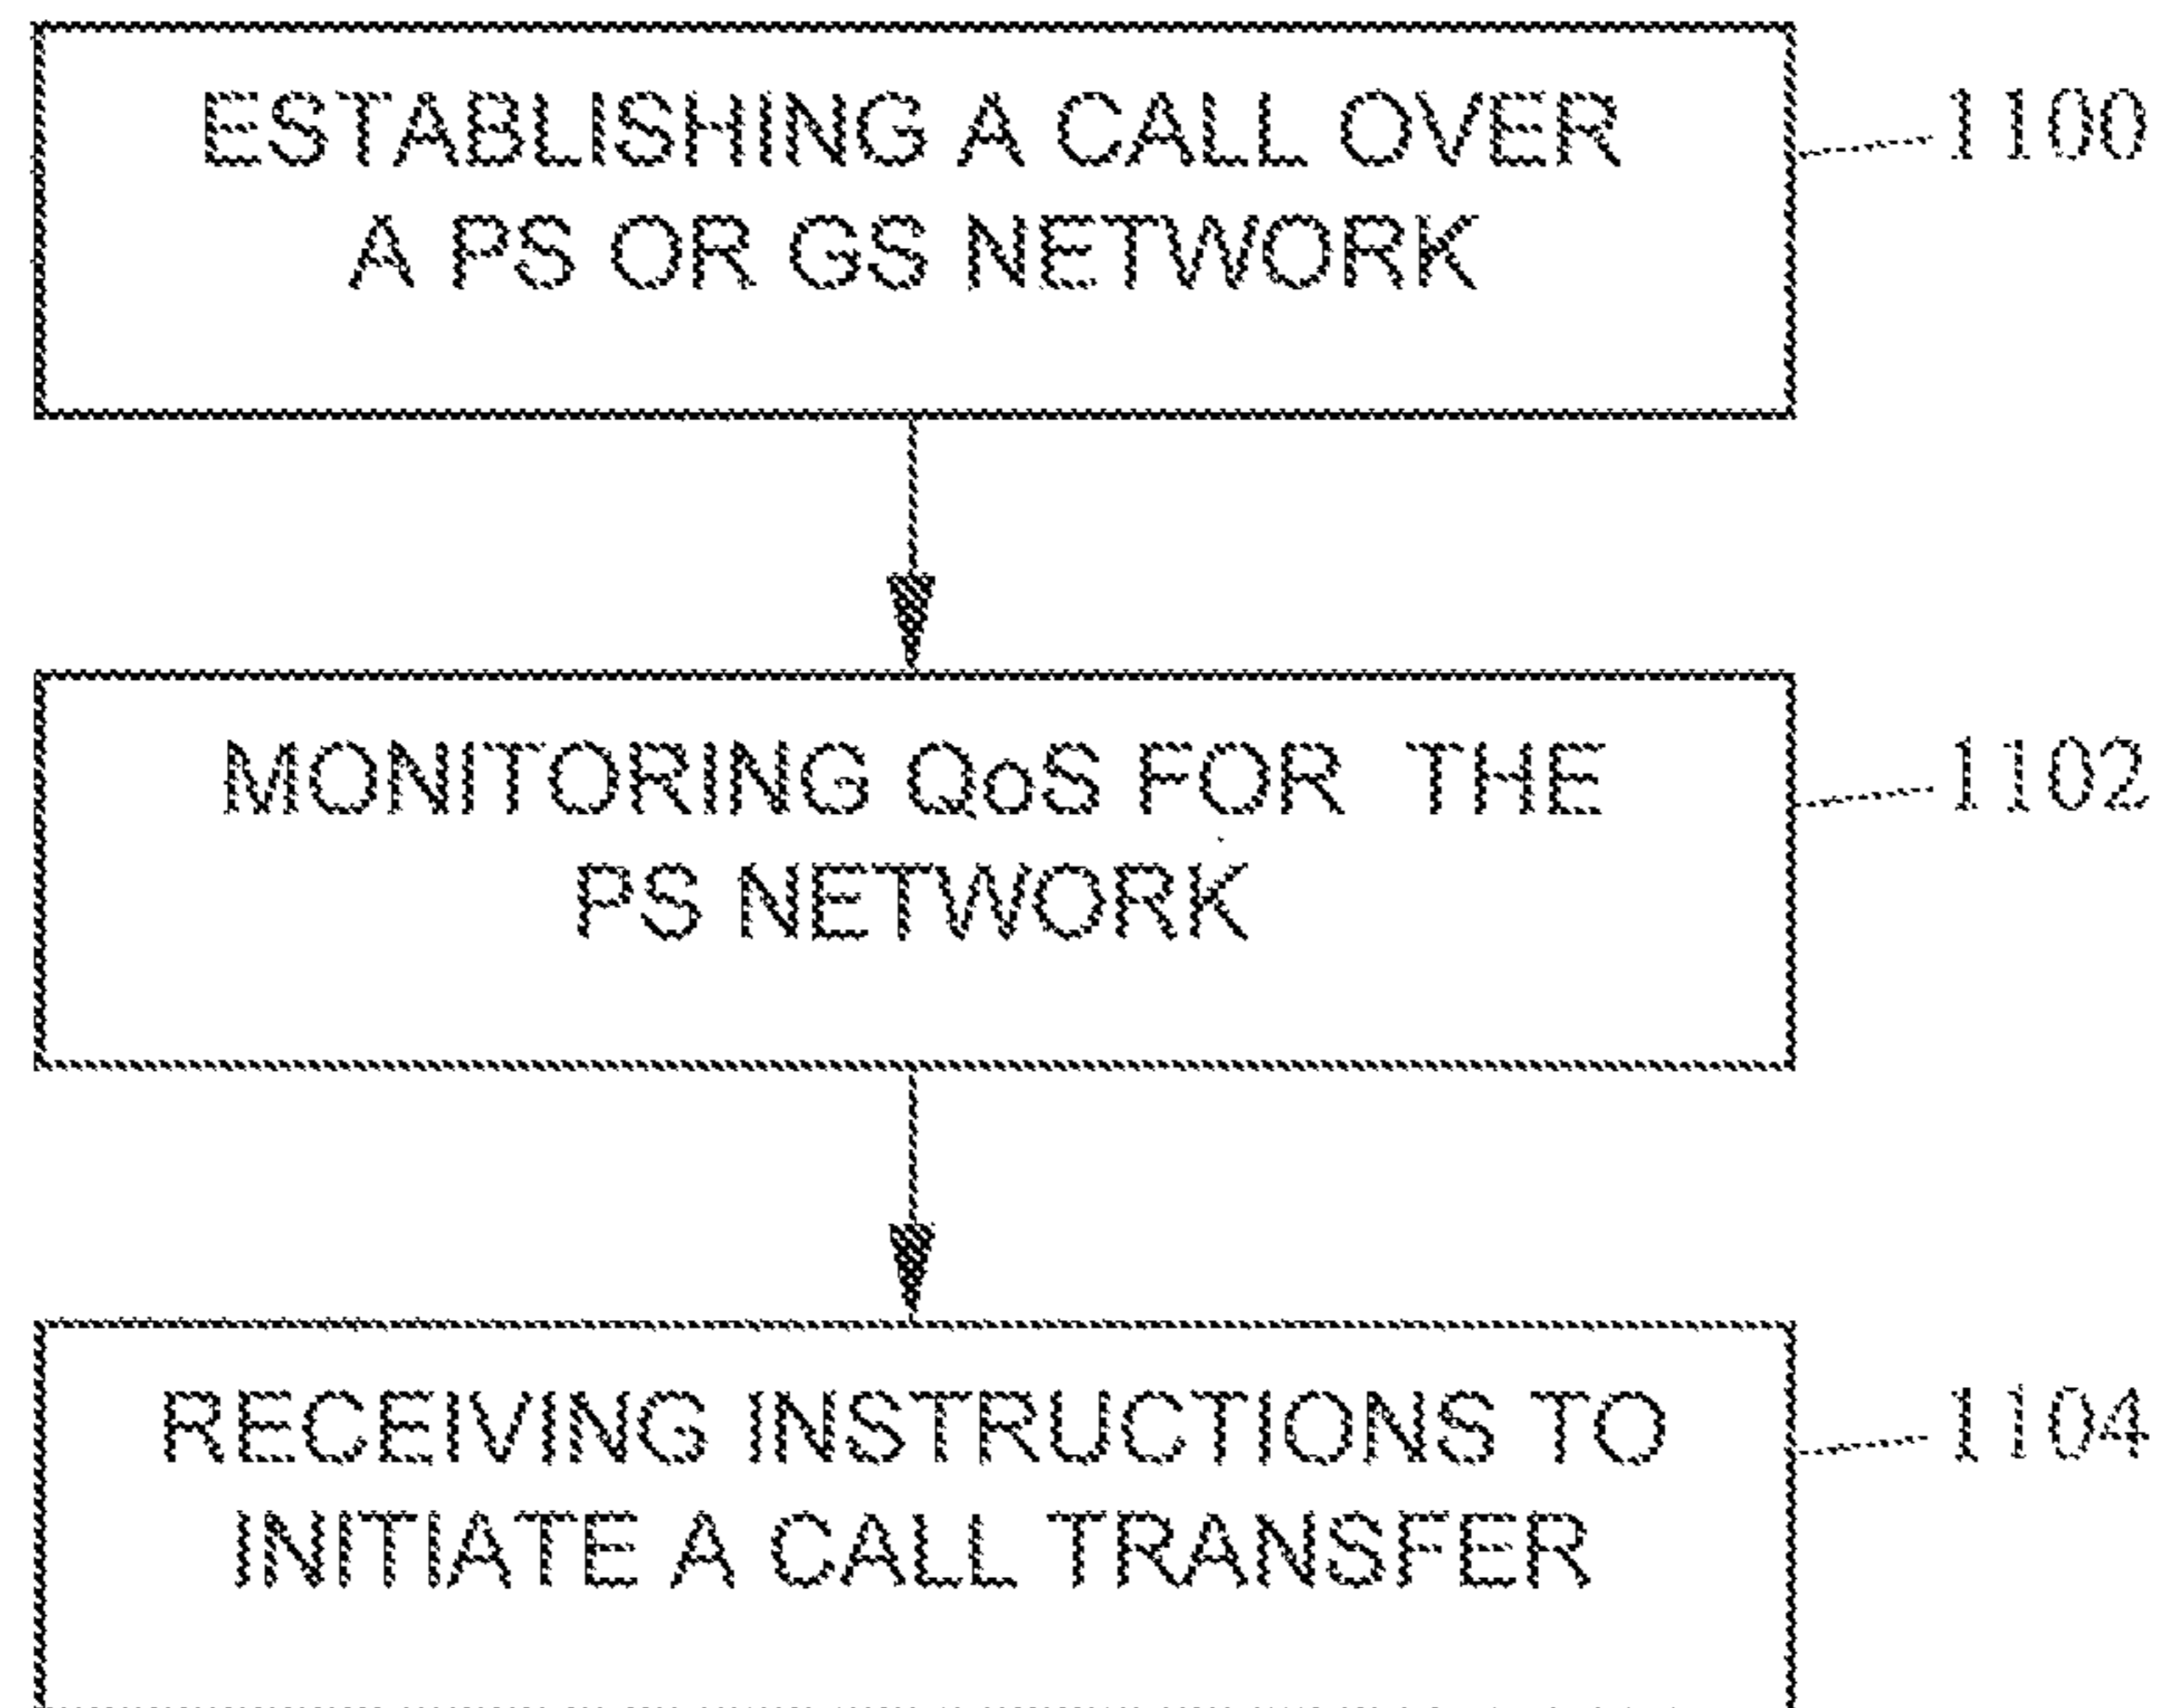 ESTABLISHING A CALL OVER
A PS OR GS NETWORK
1100
MONITORING QoS FOR THE
PS NETWORK
1102
RECEIVING INSTRUCTIONS TO
INITIATE A CALL TRANSFER
1104